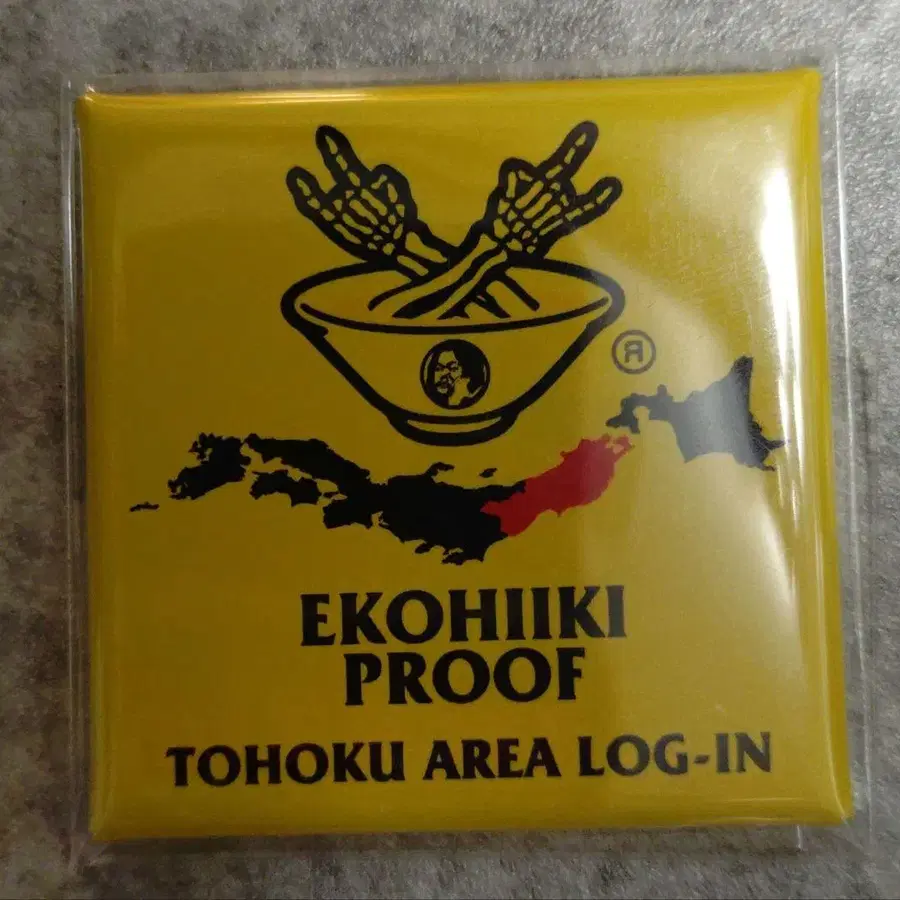 Я
EKOHIIKI
PROOF
TOHOKU AREA LOG-IN